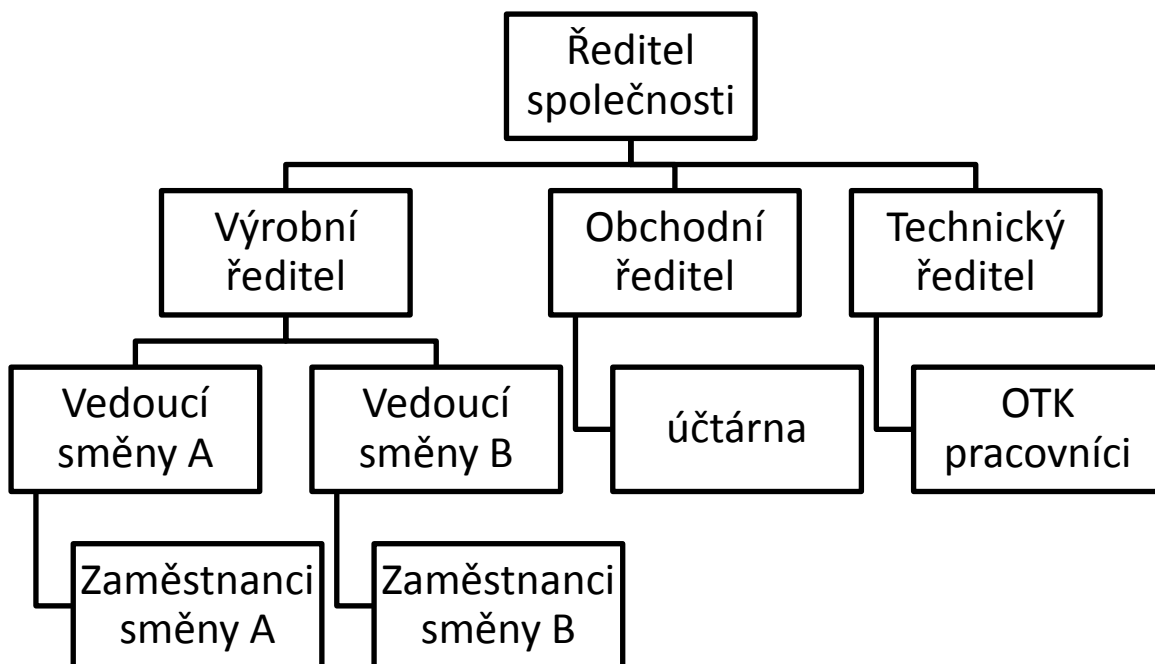 Ředitel
společnosti
Výrobní
ředitel
Obchodní
ředitel
Technický
ředitel
Vedoucí
směny A
Vedoucí
směny B
účtárna
OTK
pracovníci
Zaměstnanci
směny A
Zaměstnanci
směny B